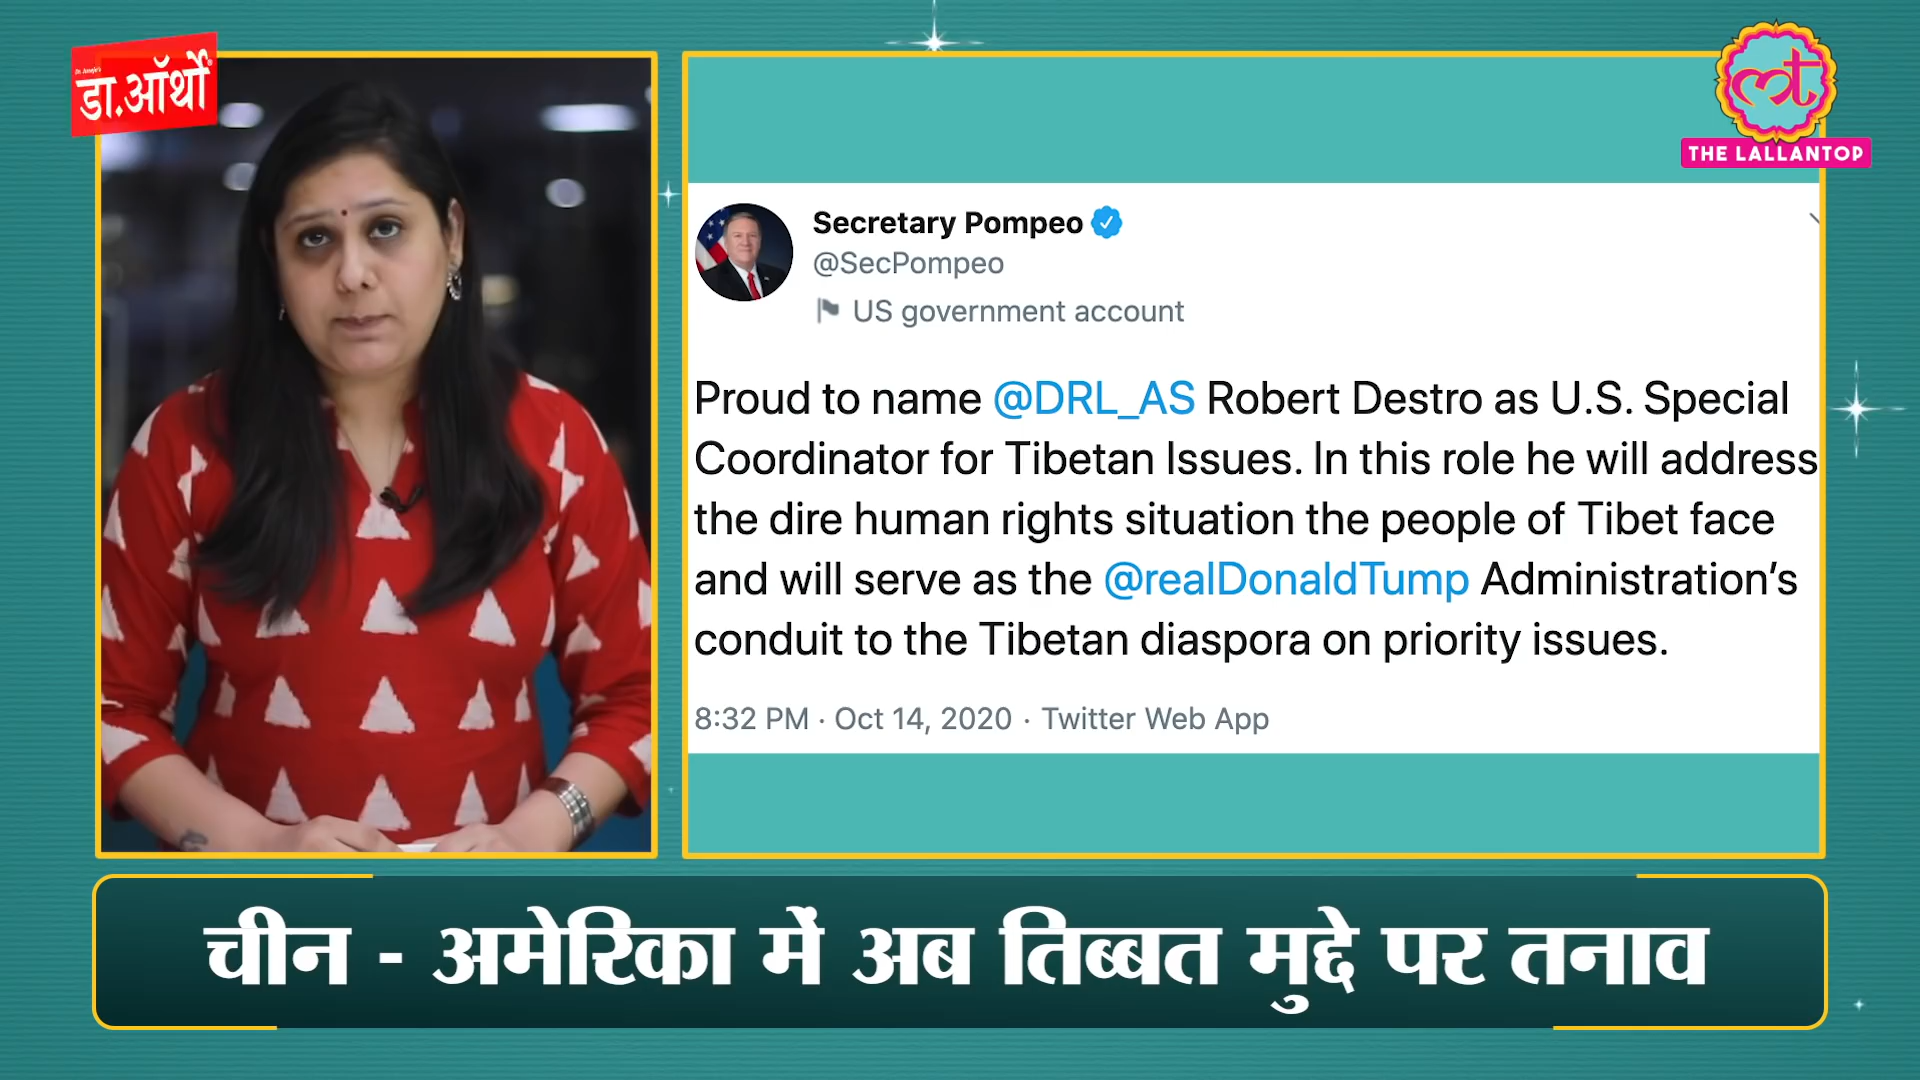 डा.ऑर्थो
THE LALLANTOP
Secretary Pompeo
@SecPompeo
US government account
Proud to name @DRL_AS Robert Destro as U.S. Special
Coordinator for Tibetan Issues. In this role he will address
the dire human rights situation the people of Tibet face
and will serve as the @realDonaldTump Administration’s
conduit to the Tibetan diaspora on priority issues.
8:32 PM · Oct 14, 2020 · Twitter Web App
चीन - अमेरिका में अब तिब्बत मुद्दे पर तनाव